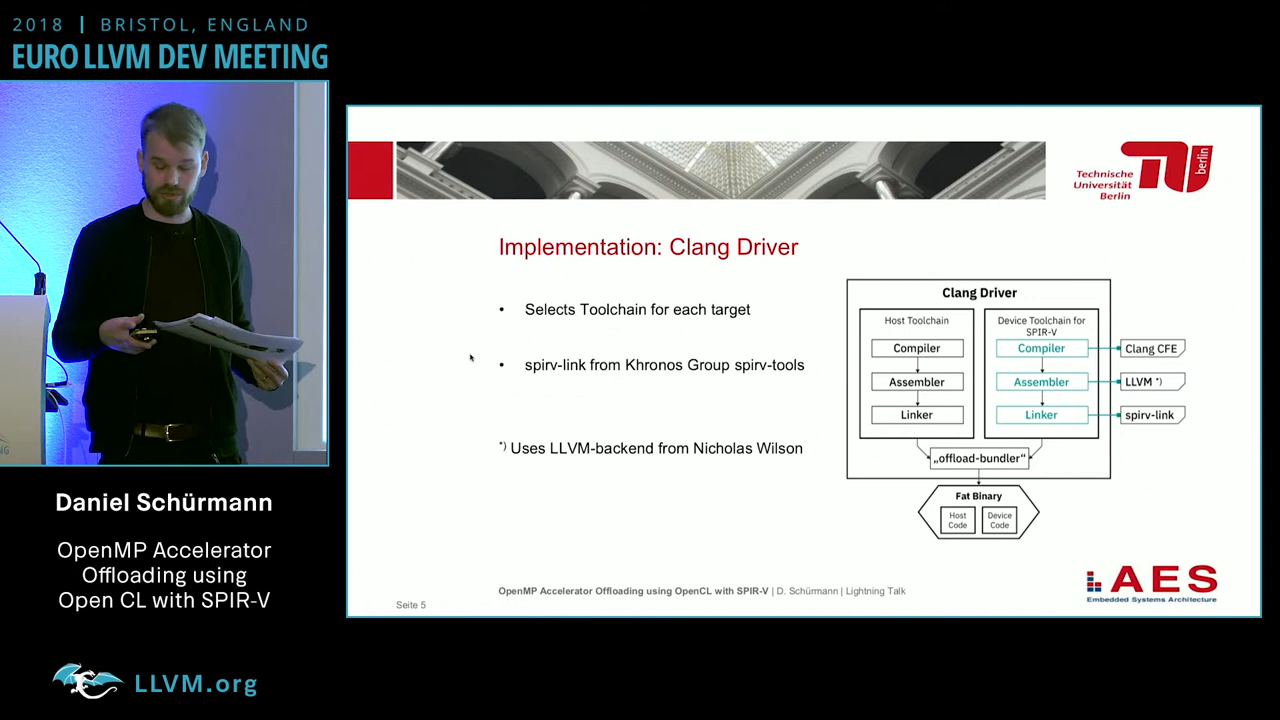 2018 | BRISTOL, ENGLAND
EURO LLVM DEV MEETING
Technische
Universität
Berlin
berlin
Implementation: Clang Driver
• Selects Toolchain for each target
• spirv-link from Khronos Group spirv-tools
*) Uses LLVM-backend from Nicholas Wilson
Clang Driver
Host Toolchain
Compiler
Assembler
Linker
Device Toolchain for
SPIR-V
Compiler
Assembler
Linker
Clang CFE
LLVM *)
spirv-link
„offload-bundler“
Fat Binary
Host
Code
Device
Code
OpenMP Accelerator Offloading using OpenCL with SPIR-V | D. Schürmann | Lightning Talk
Seite 5
AES
Embedded Systems Architecture
Daniel Schürmann
OpenMP Accelerator
Offloading using
Open CL with SPIR-V
LLVM.org